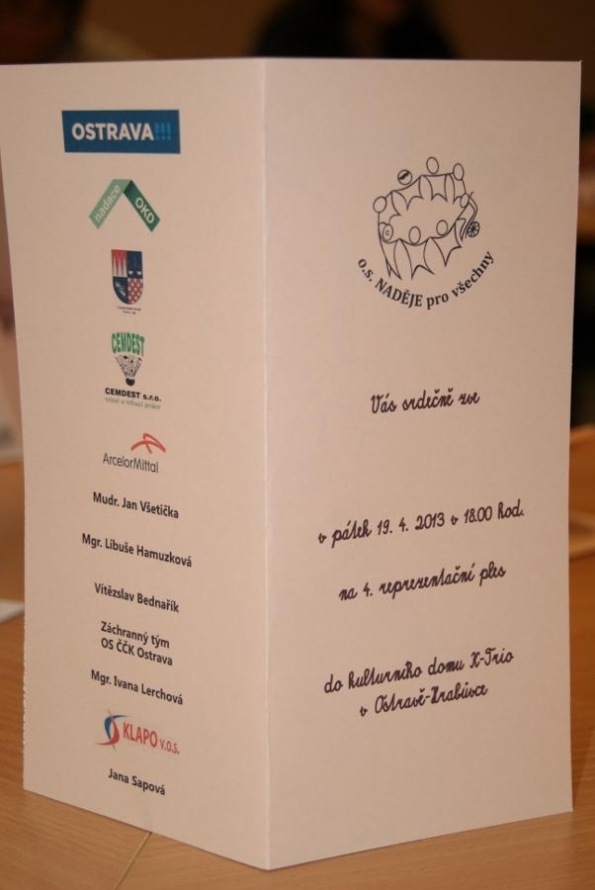 OSTRAVA!!!
nadace OKD
CEMDEST
CEMDEST s.r.o.
ArcelorMittal
Mudr. Jan Všetička
Mgr. Libuše Hamuzková
Vítězslav Bednařík
Záchranný tým
OS ČČK Ostrava
Mgr. Ivana Lerchová
KLAPO v.o.s.
Jana Sapová
o.s. NADĚJE pro všechny
Vás srdečně zve
v pátek 19. 4. 2013 v 18.00 hod.
na 4. reprezentační ples
do kulturního domu K-Trio
v Ostravě-Hrabůvce